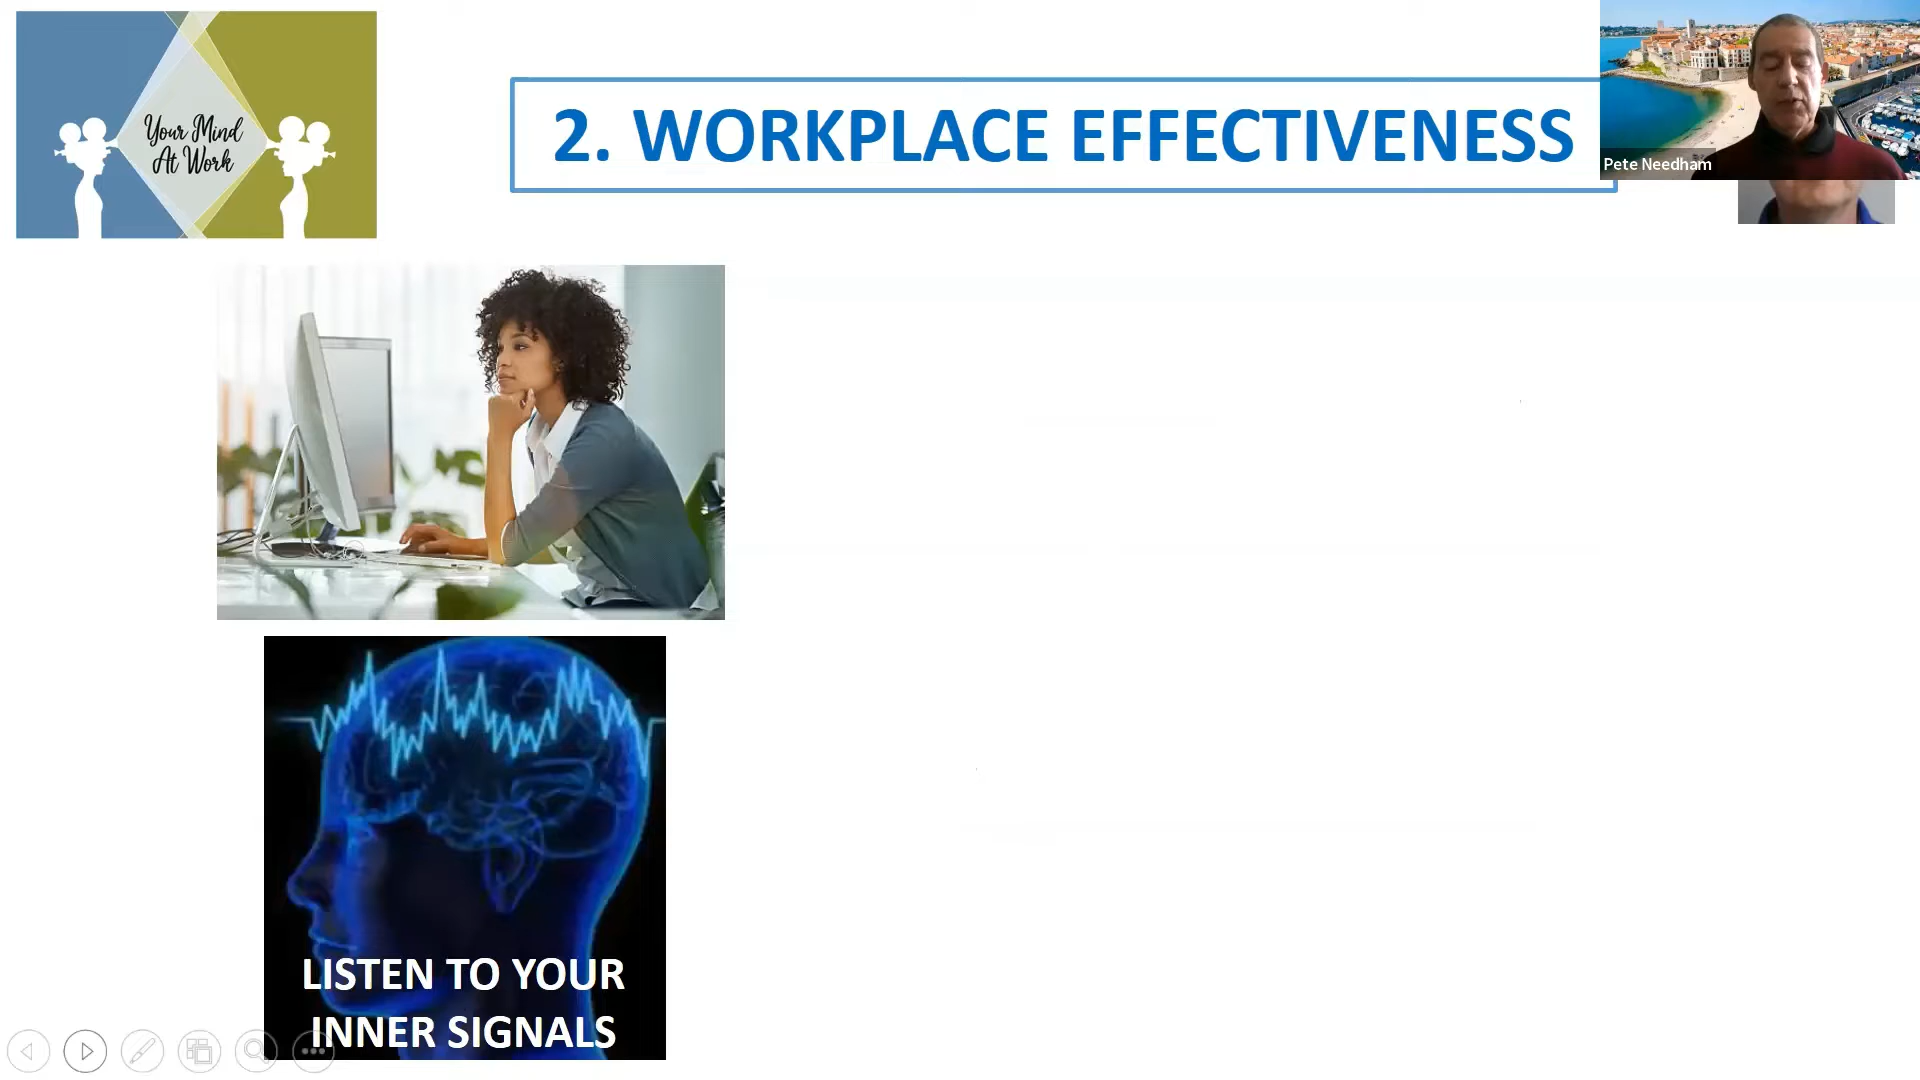 Your Mind
At Work
2. WORKPLACE EFFECTIVENESS
Pete Needham
LISTEN TO YOUR
INNER SIGNALS